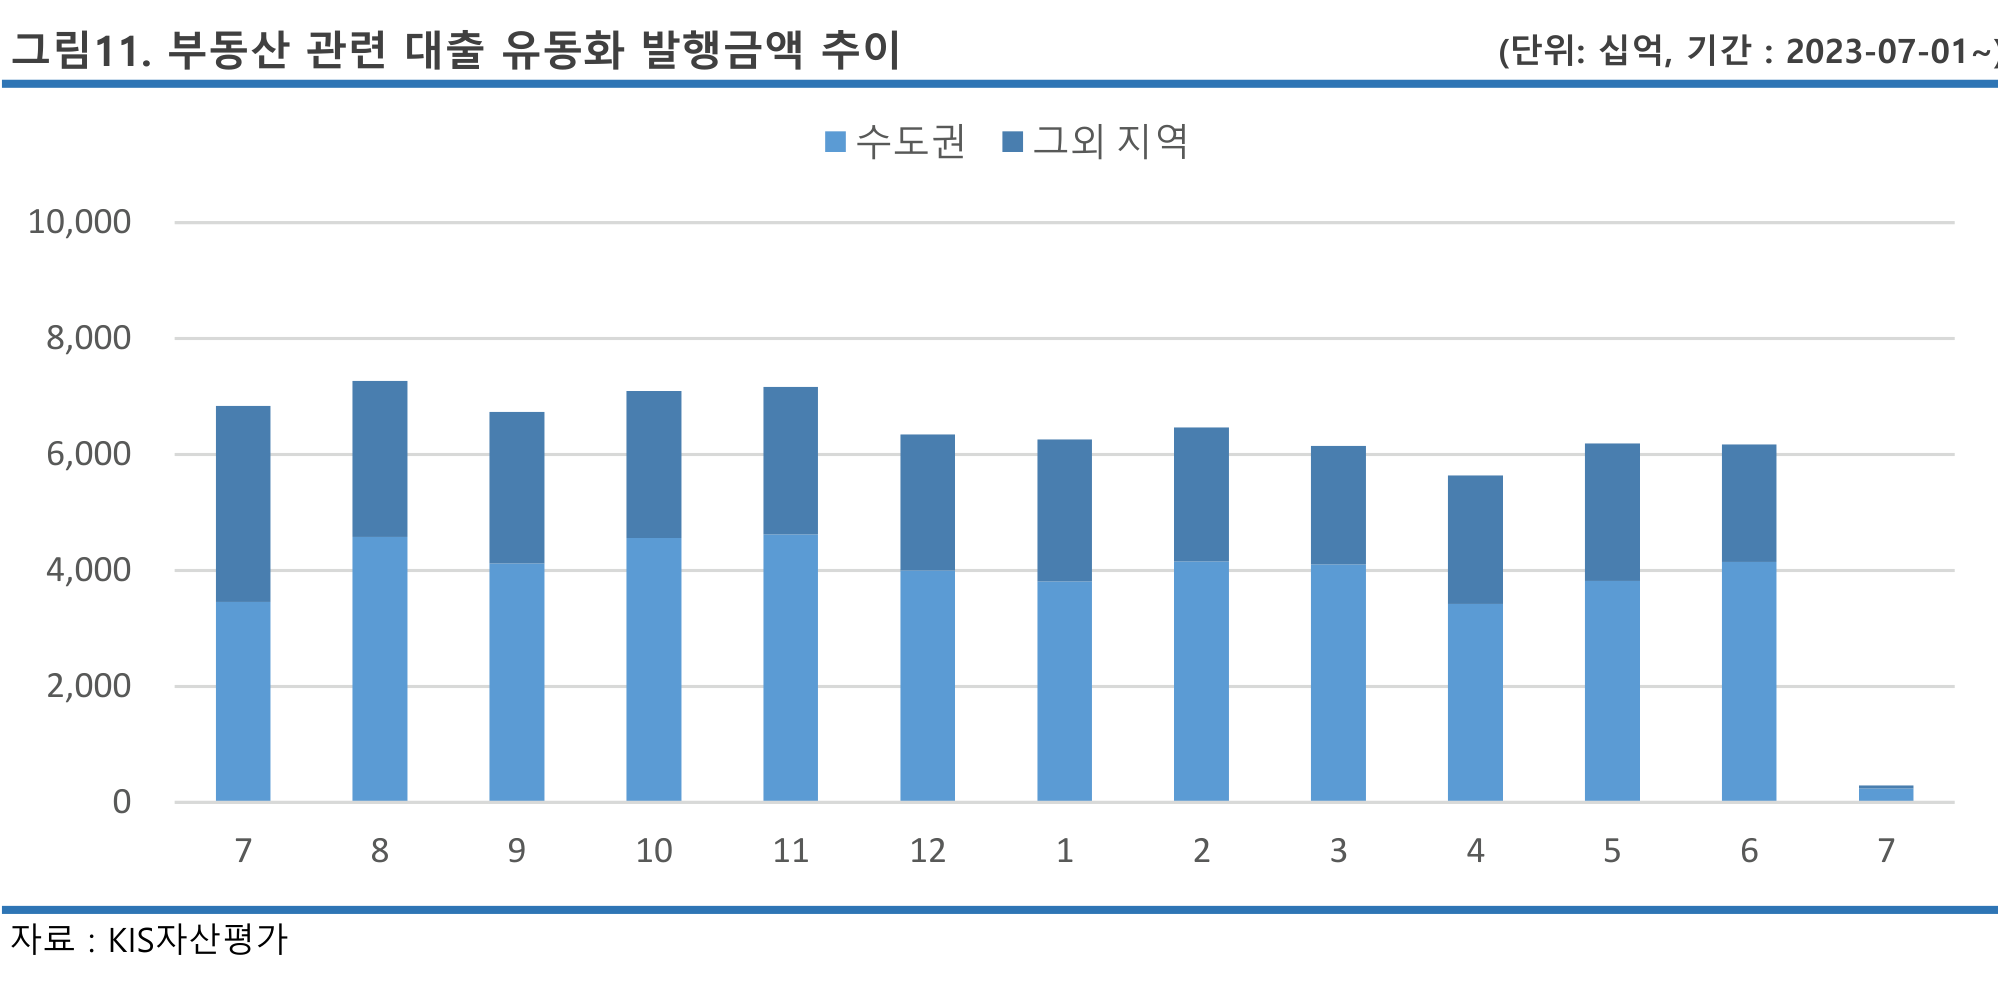 그림11. 부동산 관련 대출 유동화 발행금액 추이
(단위: 십억, 기간 : 2023-07-01~)
수도권 그외 지역
10,000
8,000
6,000
4,000
2,000
0
7 8 9 10 11 12 1 2 3 4 5 6 7
자료 : KIS자산평가